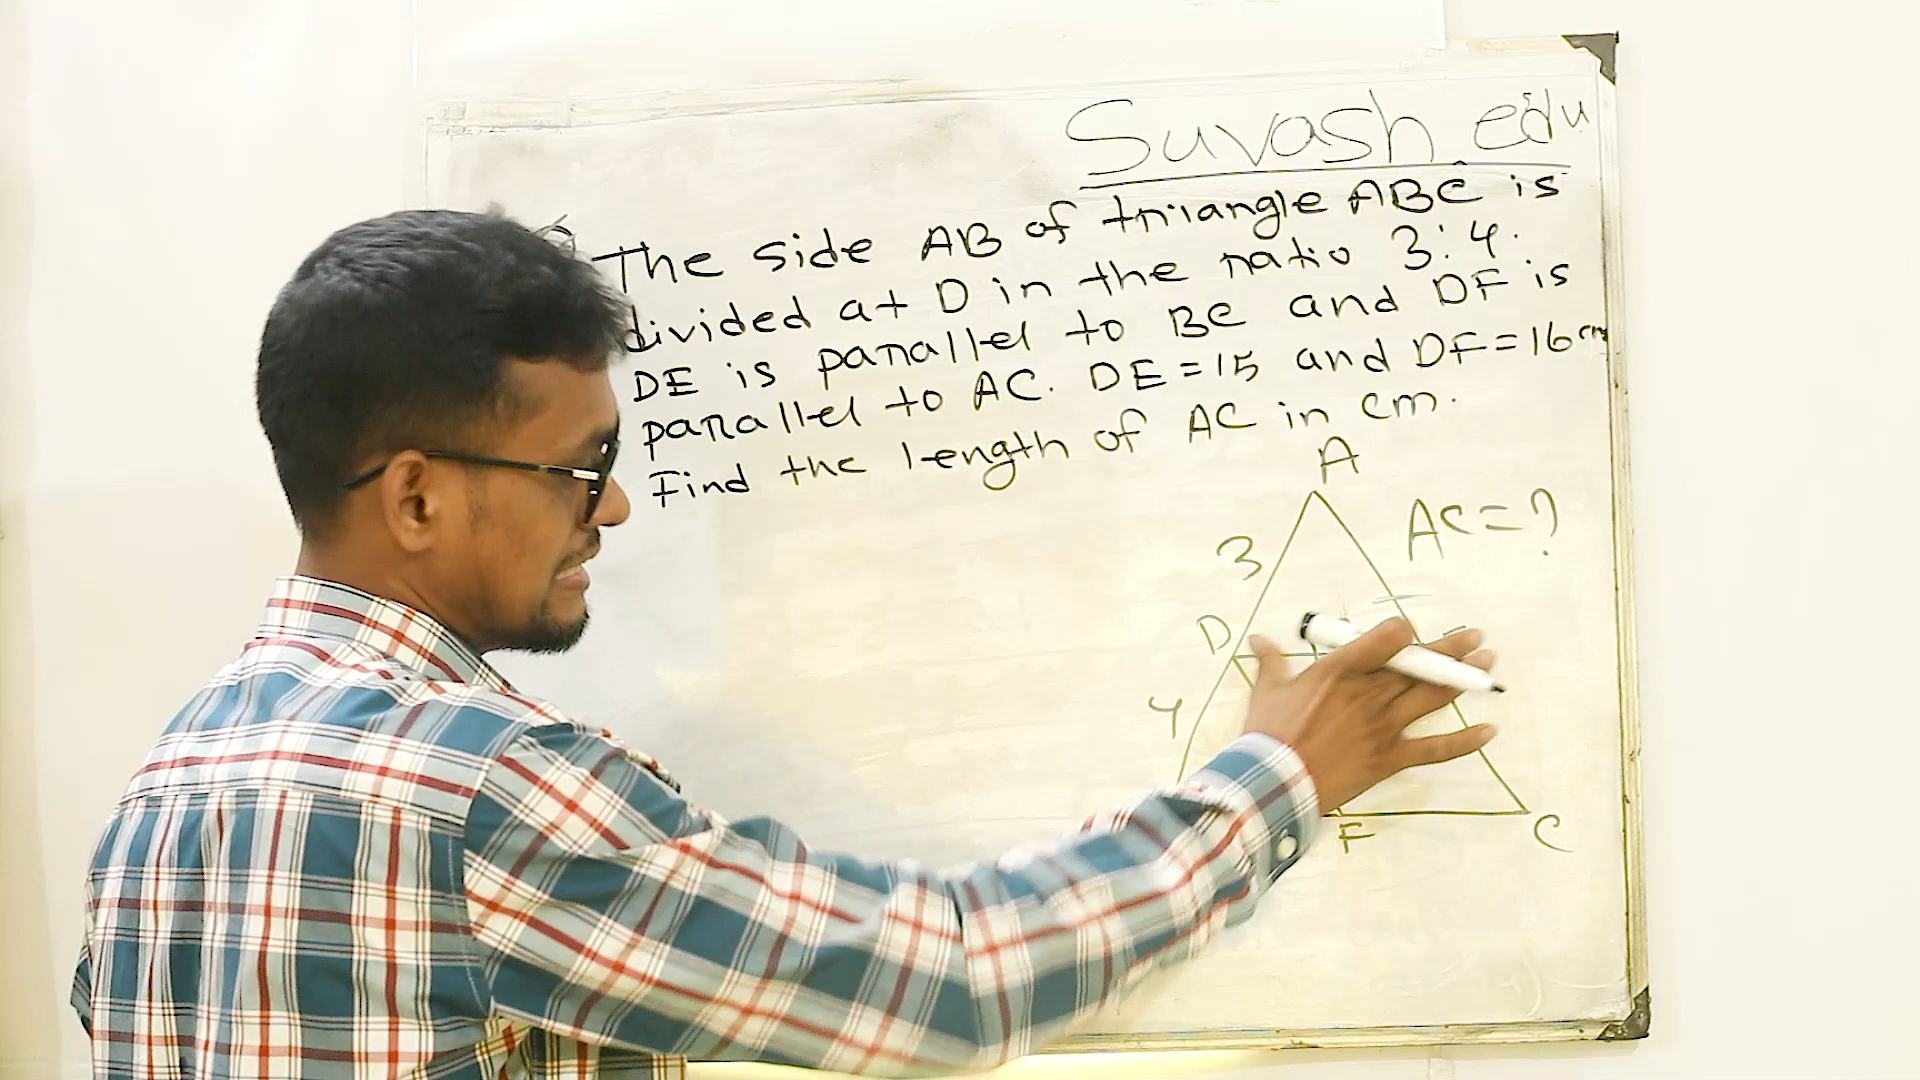 Suvash edu
The side AB of triangle ABC is
divided at D in the ratio 3:4.
DE is parallel to BC and DF is
parallel to AC. DE=15 and DF=16cm
Find the length of AC in cm.
A
3
AC=?
D
4
F
C